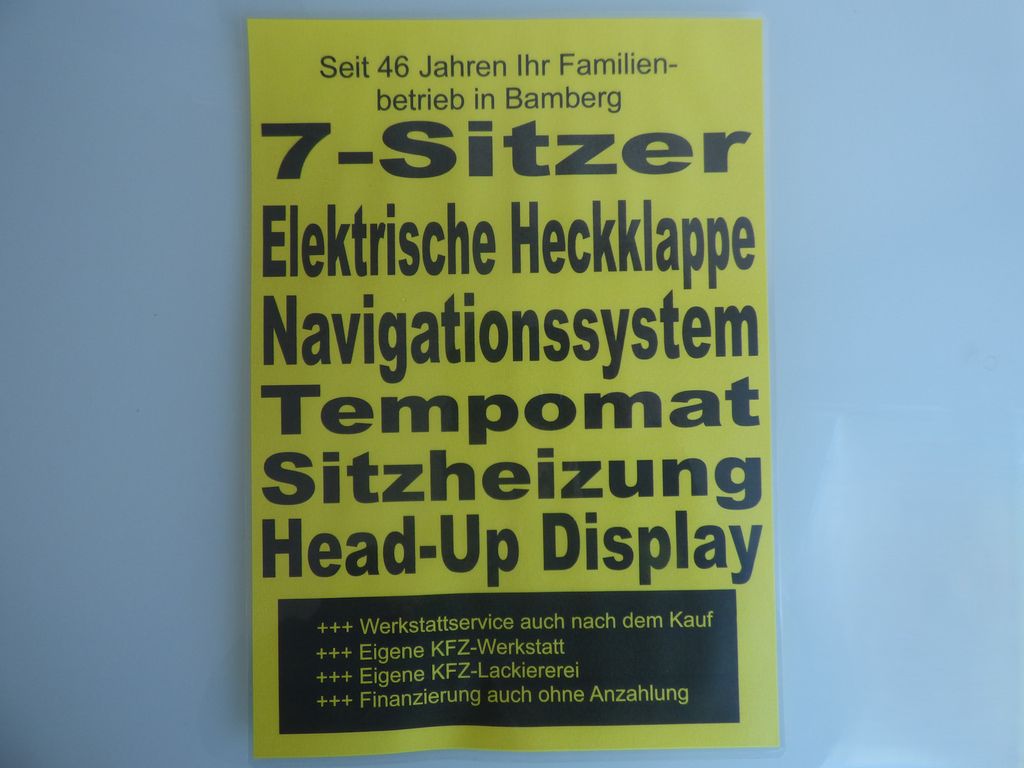 Seit 46 Jahren Ihr Familien-
betrieb in Bamberg
7-Sitzer
Elektrische Heckklappe
Navigationssystem
Tempomat
Sitzheizung
Head-Up Display
+++ Werkstattservice auch nach dem Kauf
+++ Eigene KFZ-Werkstatt
+++ Eigene KFZ-Lackiererei
+++ Finanzierung auch ohne Anzahlung